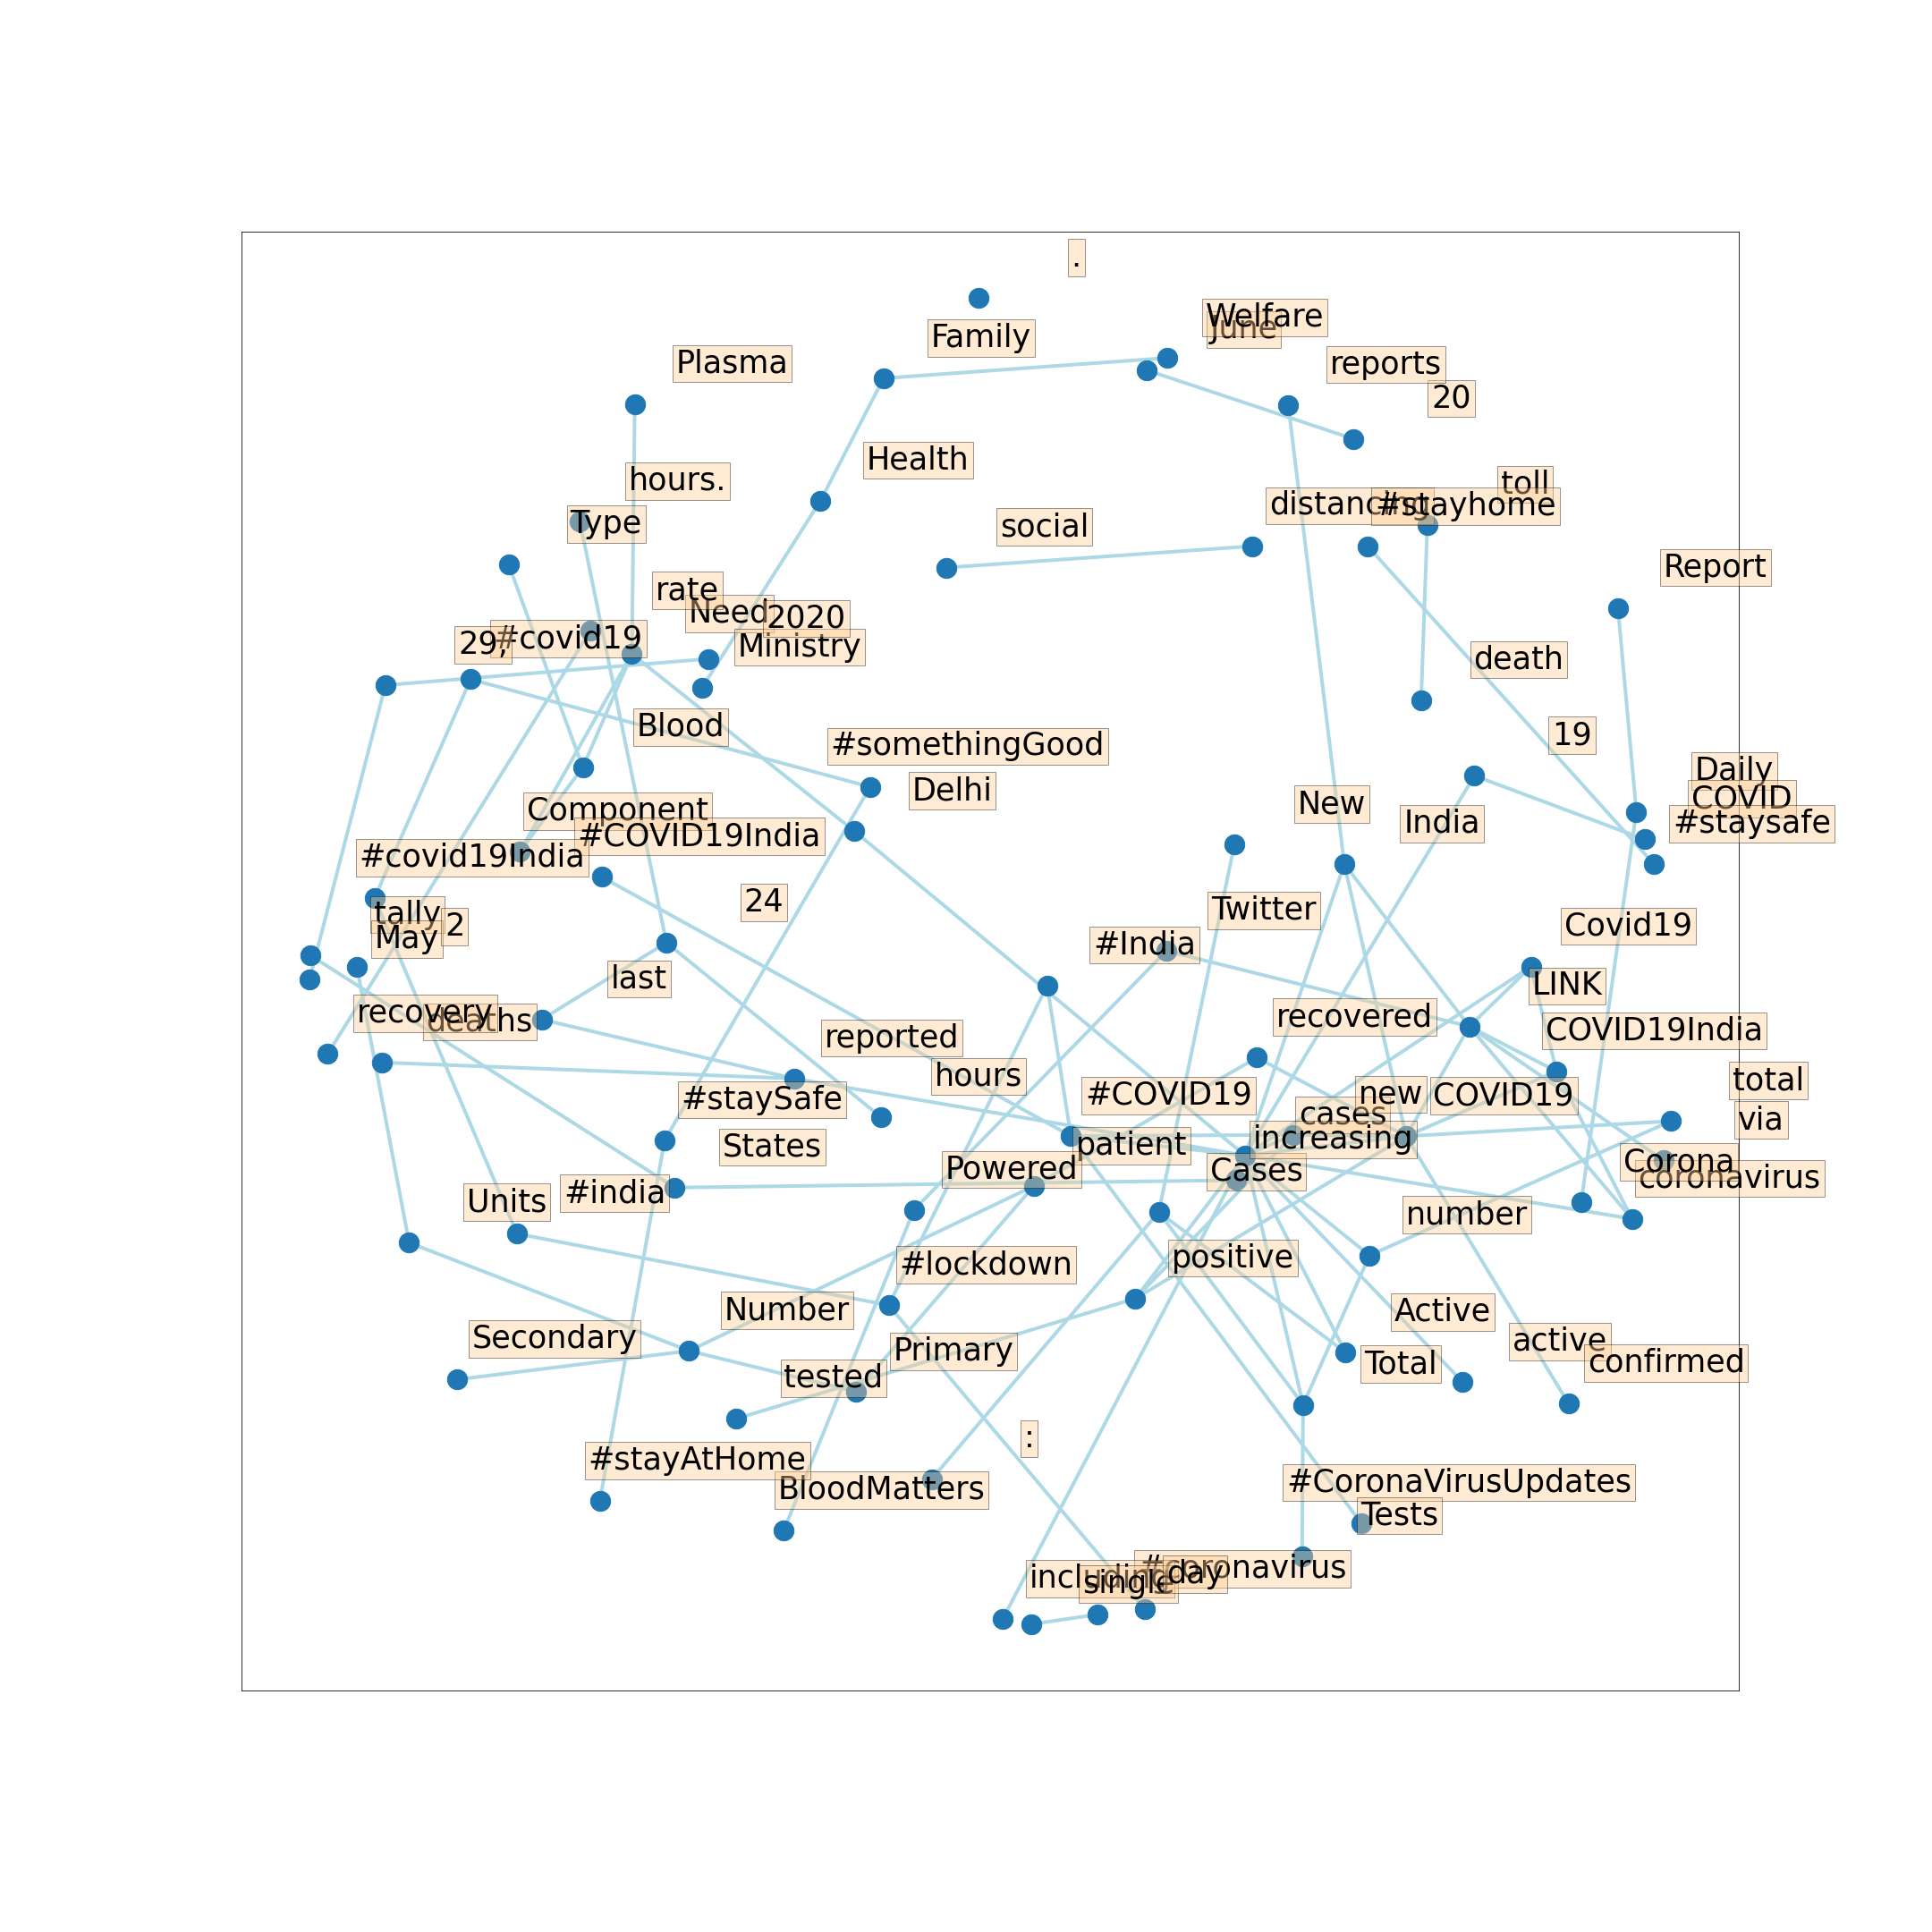 .
Welfare
June
Family
reports
Plasma
20
Health
hours.
toll
distancing
#stayhome
Type
social
Report
rate
Need
2020
#covid19
29,
Ministry
death
Blood
19
#somethingGood
Daily
Delhi
COVID
New
Component
India
#staysafe
#COVID19India
#covid19India
24
Twitter
tally
2
Covid19
May
#India
last
LINK
recovery
deaths
recovered
reported
COVID19India
hours
total
#staySafe
#COVID19
new
COVID19
cases
via
States
patient
increasing
Powered
Cases
Corona
coronavirus
#india
Units
number
#lockdown
positive
Number
Active
Secondary
Primary
active
Total
confirmed
tested
:
#stayAtHome
BloodMatters
#CoronaVirusUpdates
Tests
#coronavirus
including
day
single